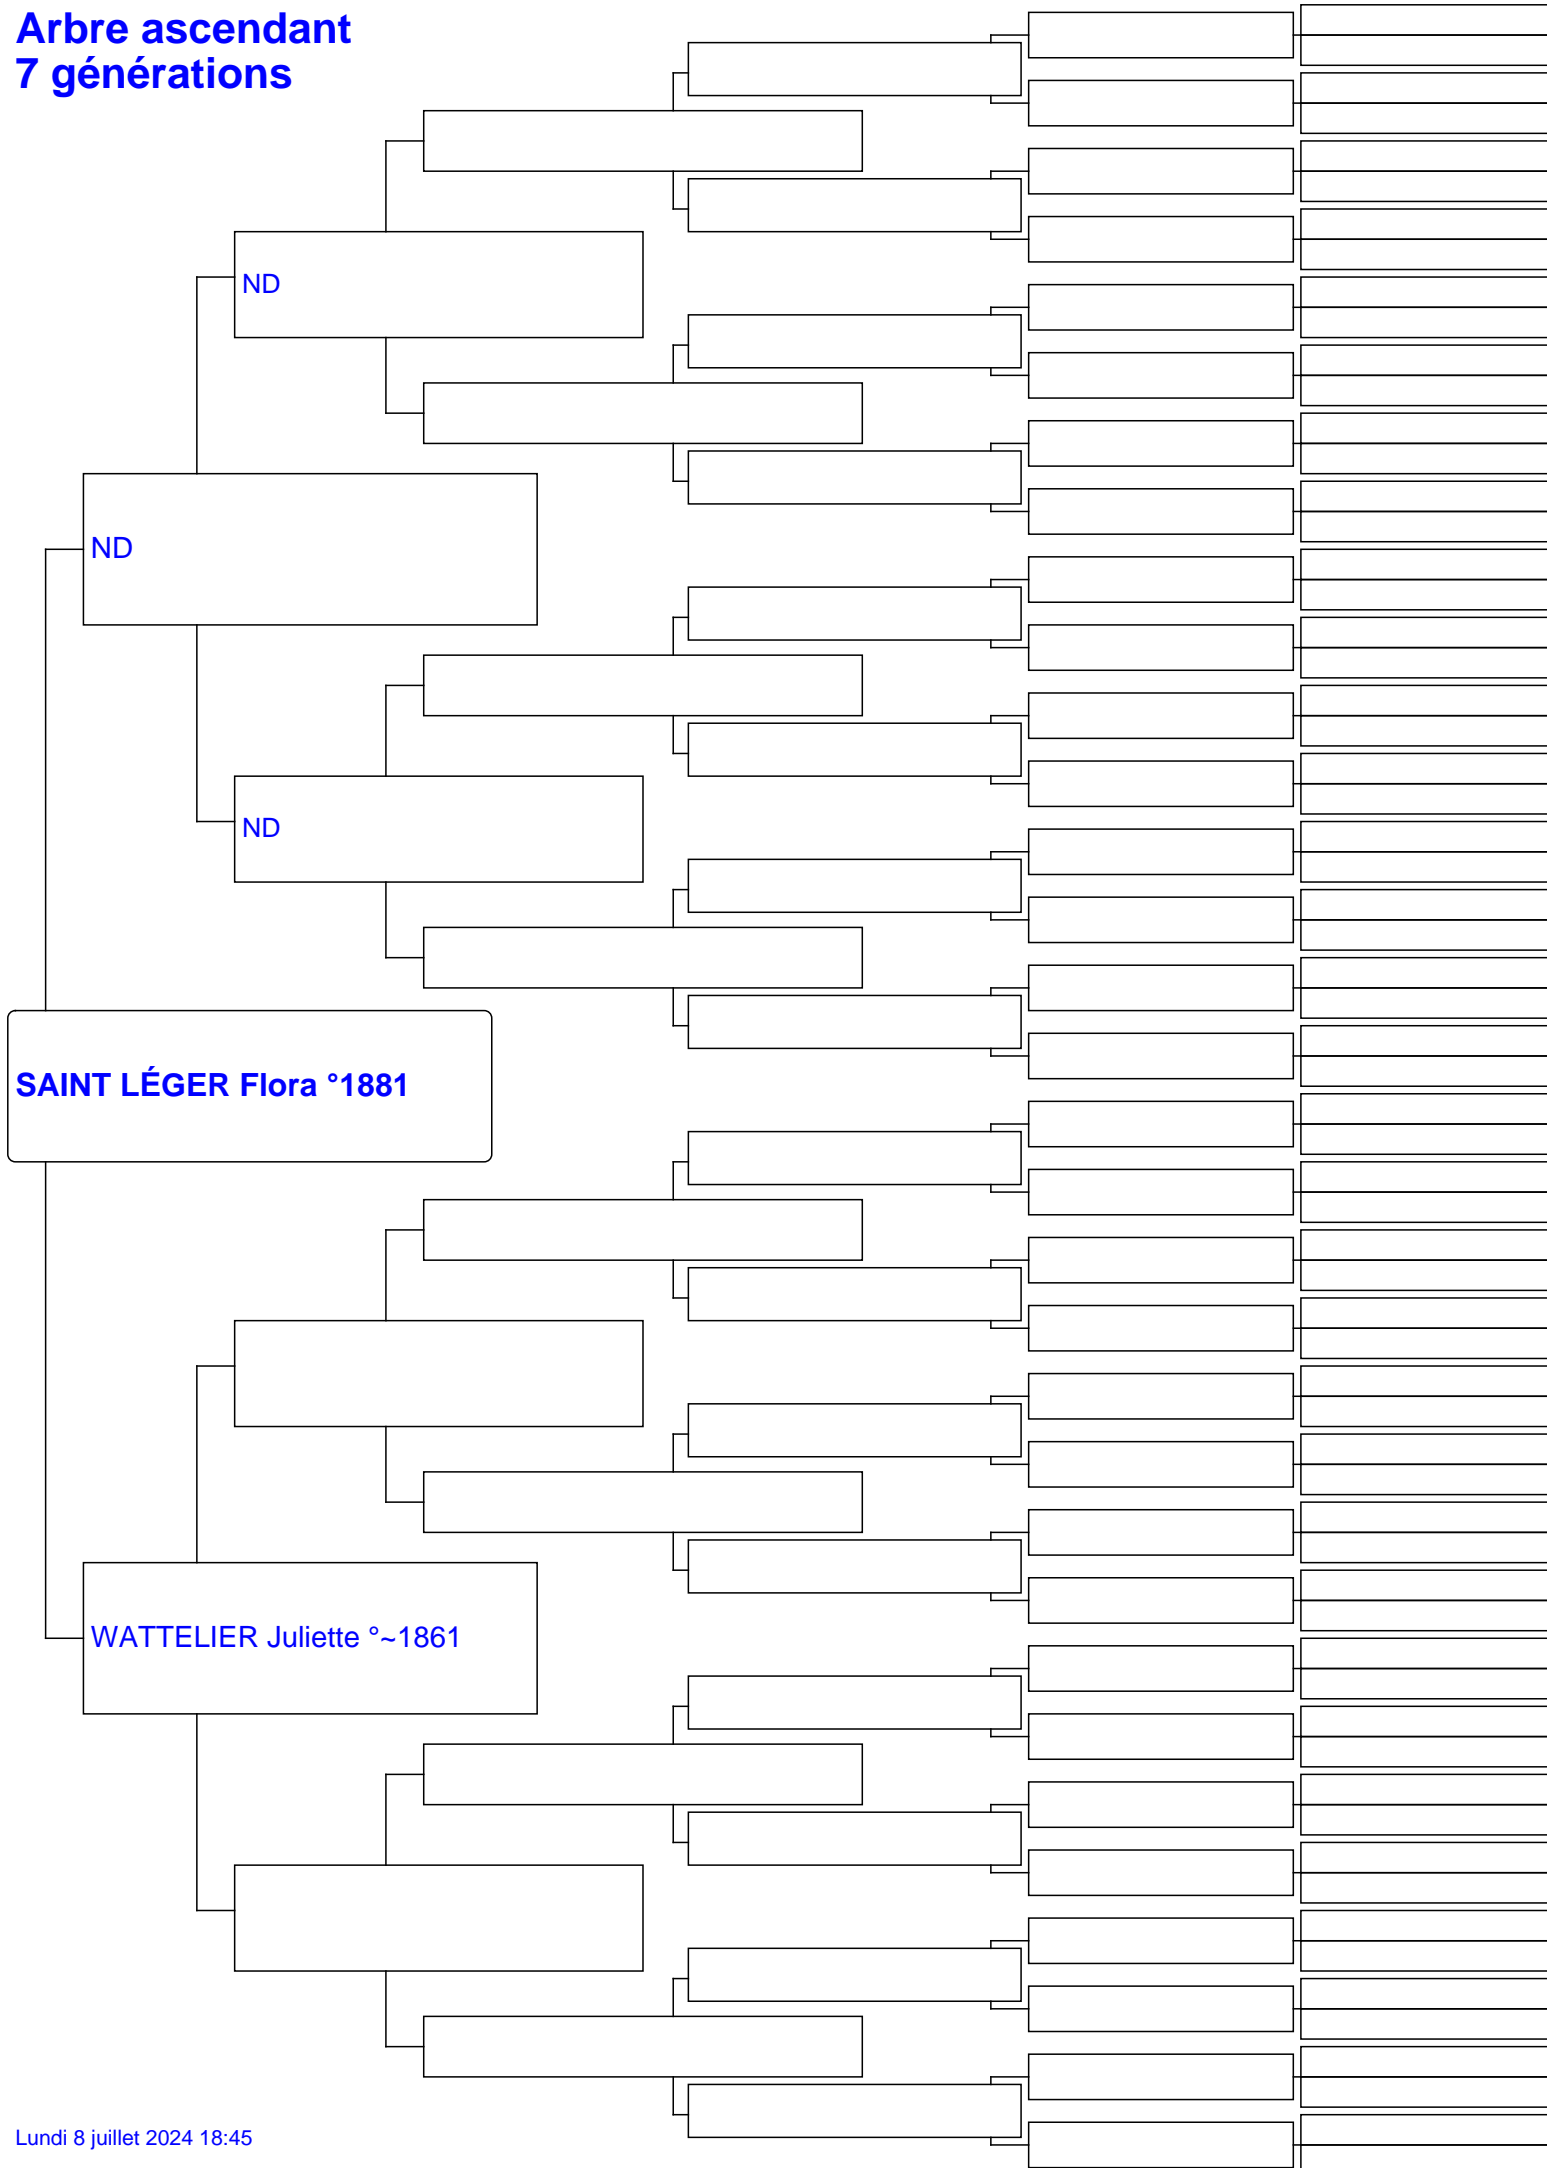 Arbre ascendant
7 générations
ND
ND
ND
SAINT LÉGER Flora °1881
WATTELIER Juliette °~1861
Lundi 8 juillet 2024 18:45